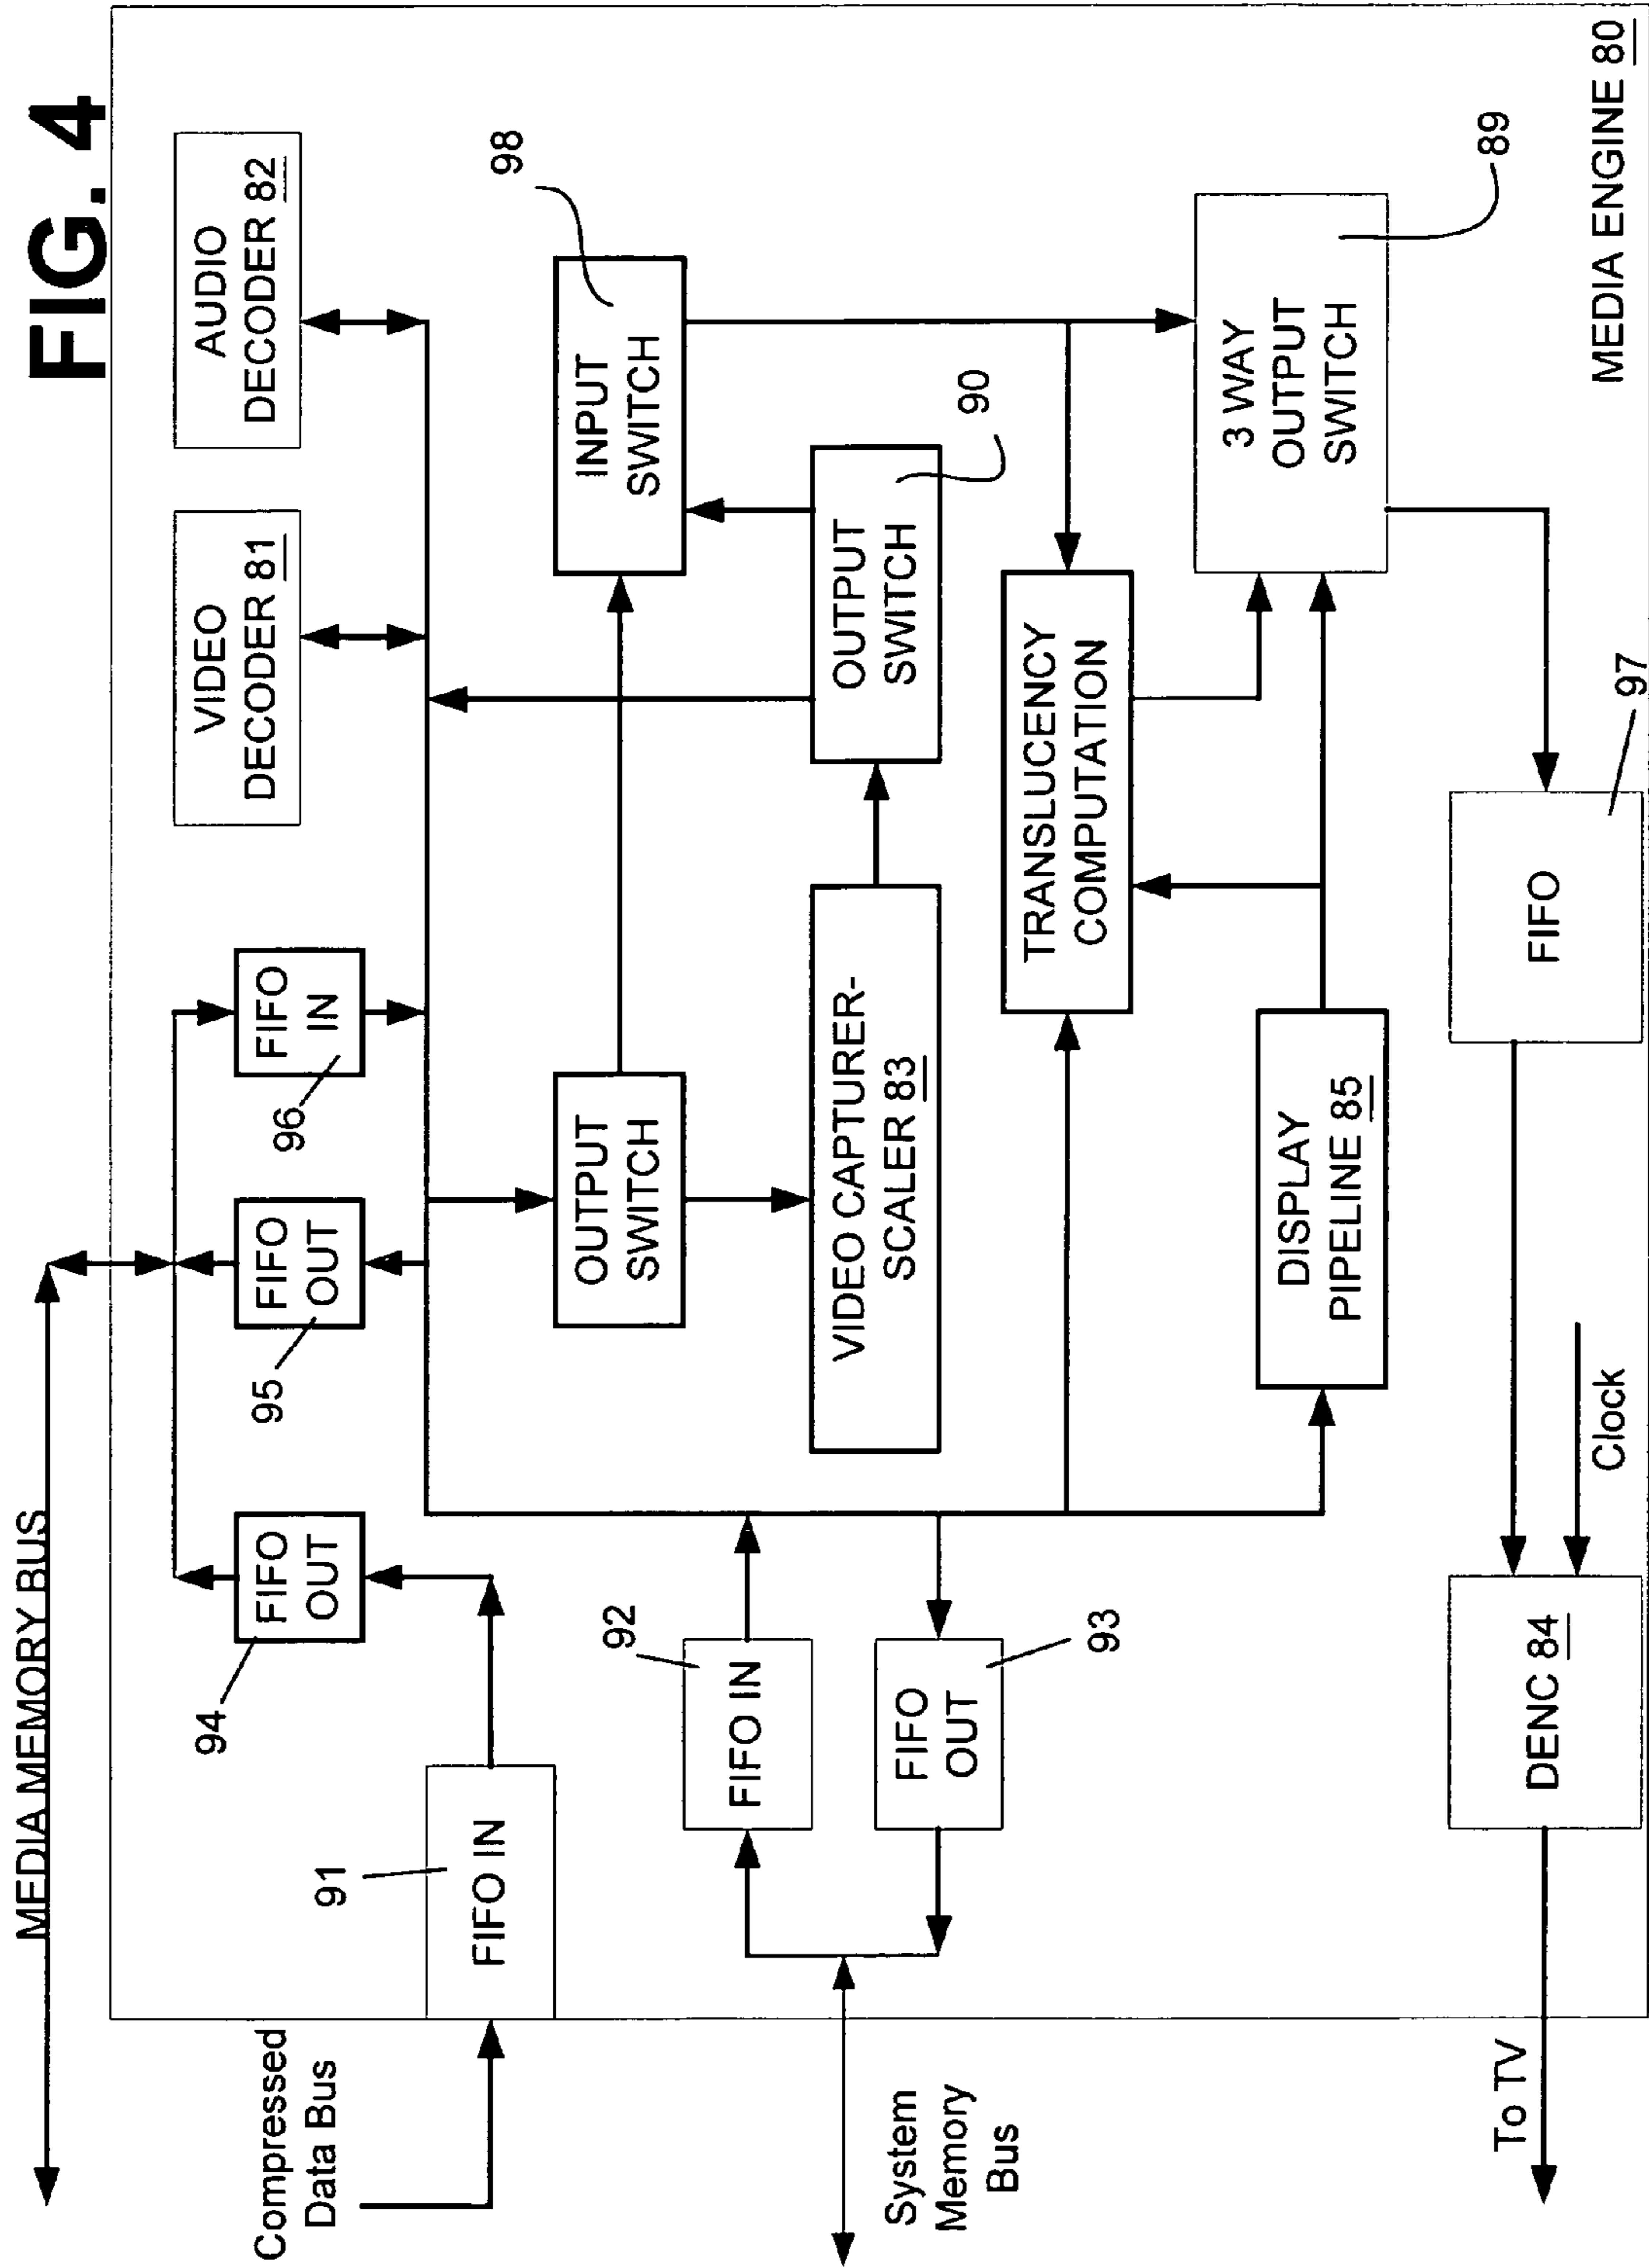 FIG. 4
MEDIA MEMORY BUS
Compressed
Data Bus
System
Memory
Bus
To TV
94
FIFO
OUT
95
FIFO
OUT
96
FIFO
IN
VIDEO
DECODER 81
AUDIO
DECODER 82
91
FIFO IN
OUTPUT
SWITCH
INPUT
SWITCH
98
92
FIFO IN
VIDEO CAPTURER-
SCALER 83
OUTPUT
SWITCH
90
FIFO
OUT
93
TRANSLUCENCY
COMPUTATION
DISPLAY
PIPELINE 85
3 WAY
OUTPUT
SWITCH
89
DENC 84
Clock
FIFO
97
MEDIA ENGINE 80